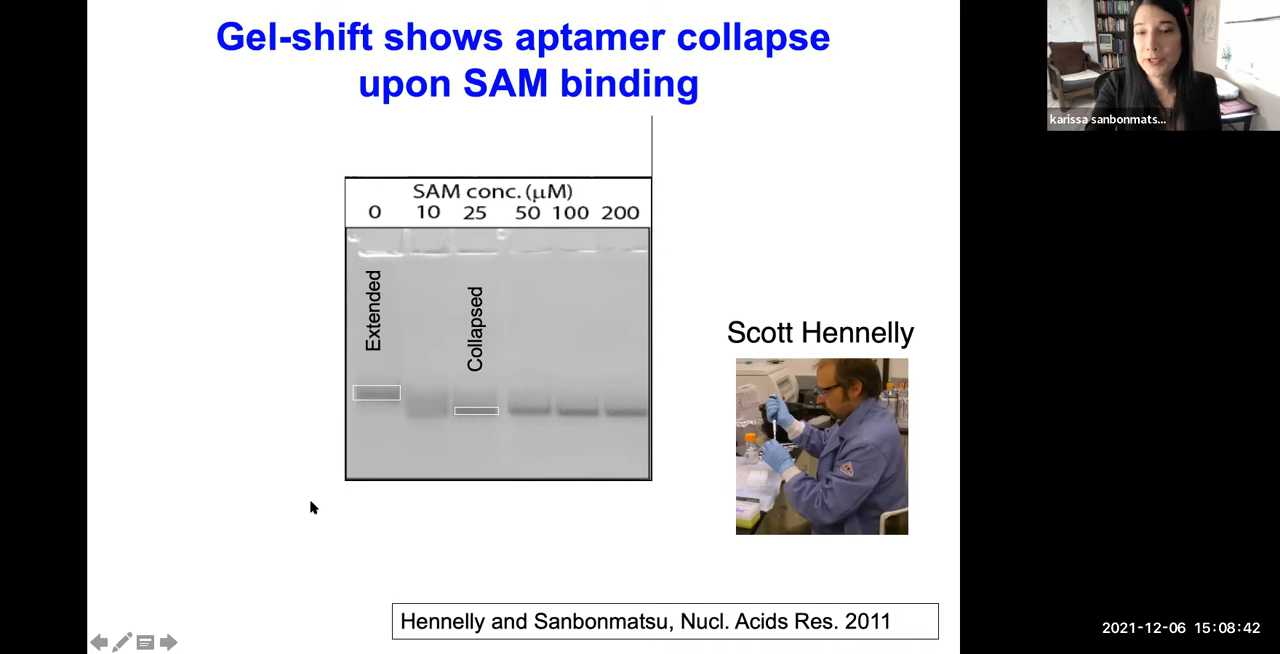 Gel-shift shows aptamer collapse
upon SAM binding
karissa sanbonmats...
SAM conc. (μM)
0 10 25 50 100 200
Extended
Collapsed
Scott Hennelly
Hennelly and Sanbonmatsu, Nucl. Acids Res. 2011
2021-12-06 15:08:42